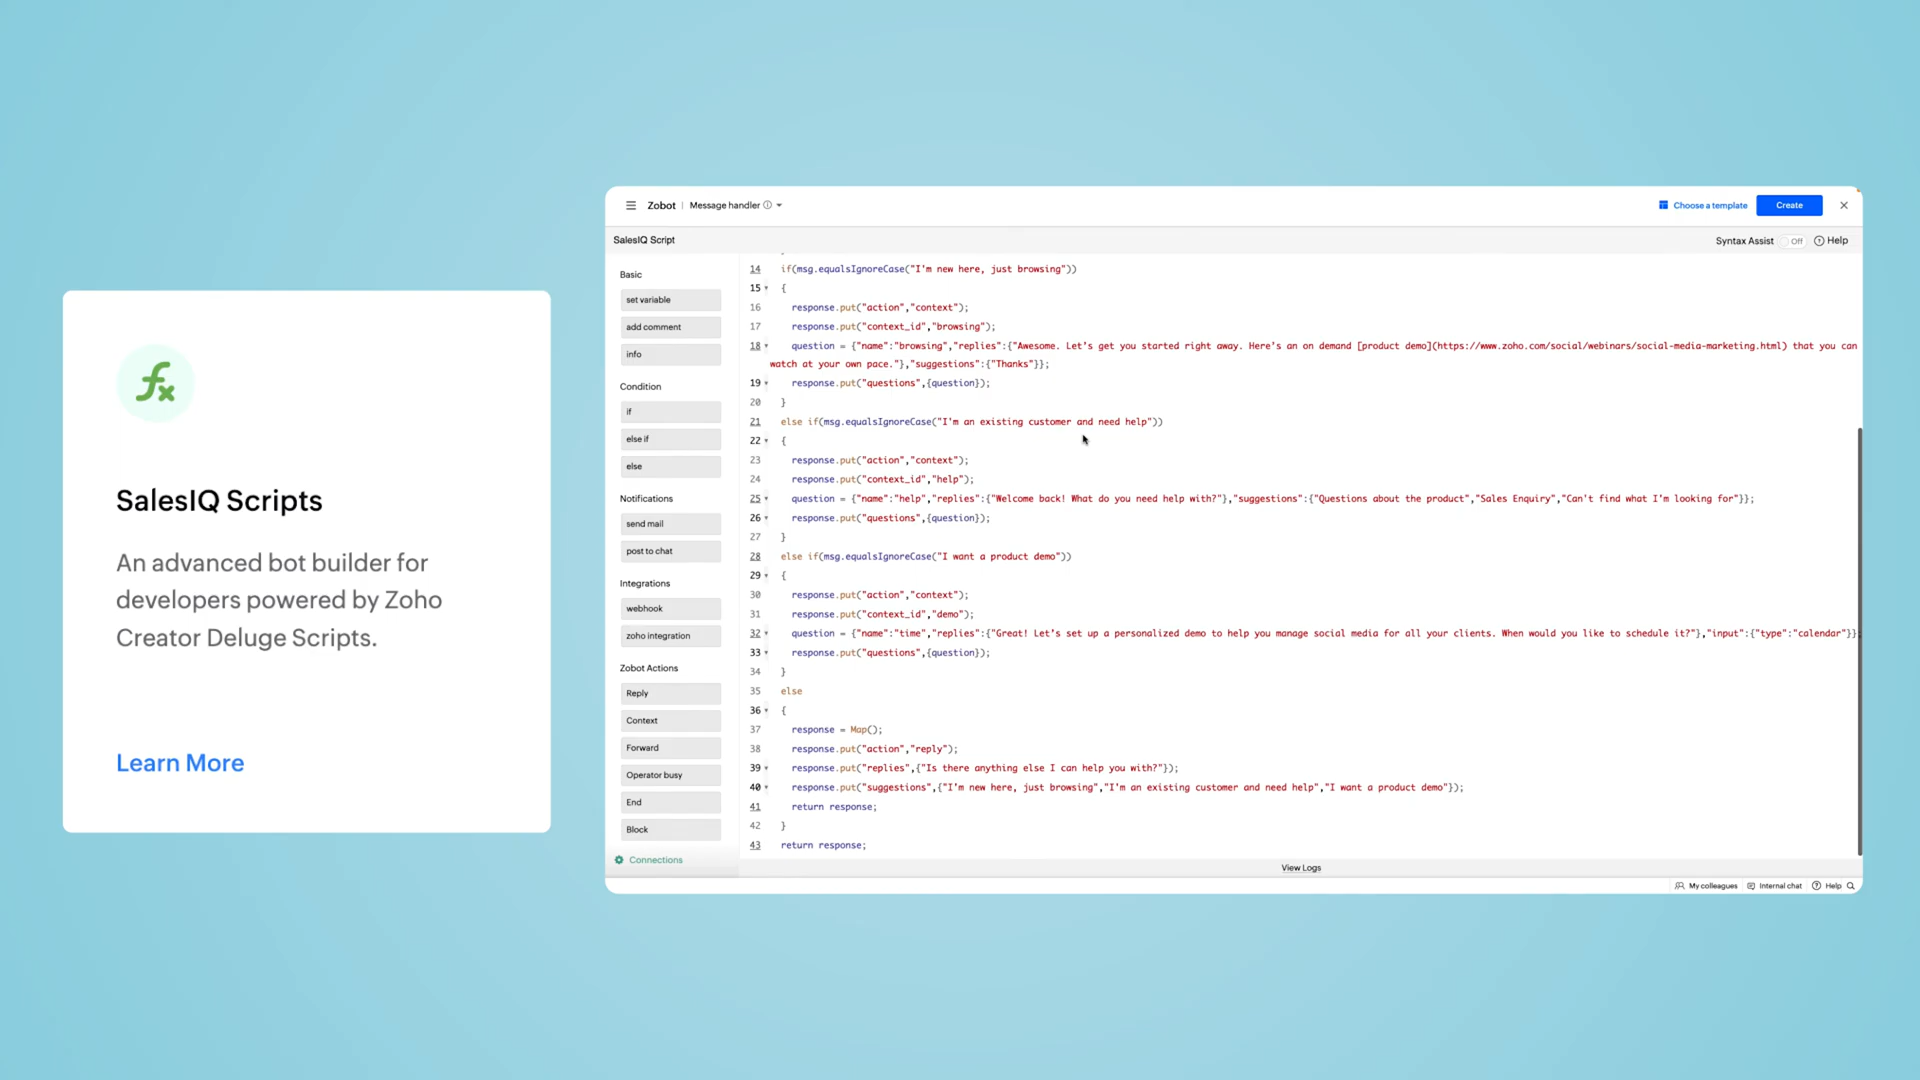 fx
SalesIQ Scripts
An advanced bot builder for
developers powered by Zoho
Creator Deluge Scripts.
Learn More
Zobot | Message handler
Choose a template
Create
SalesIQ Script
Syntax Assist Off Help
Basic
set variable
add comment
info
Condition
if
else if
else
Notifications
send mail
post to chat
Integrations
webhook
zoho integration
Zobot Actions
Reply
Context
Forward
Operator busy
End
Block
Connections
14 if(msg.equalsIgnoreCase("I'm new here, just browsing"))
15 {
16 response.put("action","context");
17 response.put("context_id","browsing");
18 question = {"name":"browsing","replies":{"Awesome. Let's get you started right away. Here's an on demand [product demo](https://www.zoho.com/social/webinars/social-media-marketing.html) that you can
watch at your own pace."},"suggestions":{"Thanks"}};
19 response.put("questions",{question});
20 }
21 else if(msg.equalsIgnoreCase("I'm an existing customer and need help"))
22 {
23 response.put("action","context");
24 response.put("context_id","help");
25 question = {"name":"help","replies":{"Welcome back! What do you need help with?"},"suggestions":{"Questions about the product","Sales Enquiry","Can't find what I'm looking for"}};
26 response.put("questions",{question});
27 }
28 else if(msg.equalsIgnoreCase("I want a product demo"))
29 {
30 response.put("action","context");
31 response.put("context_id","demo");
32 question = {"name":"time","replies":{"Great! Let's set up a personalized demo to help you manage social media for all your clients. When would you like to schedule it?"},"input":{"type":"calendar"}}
33 response.put("questions",{question});
34 }
35 else
36 {
37 response = Map();
38 response.put("action","reply");
39 response.put("replies",{"Is there anything else I can help you with?"});
40 response.put("suggestions",{"I'm new here, just browsing","I'm an existing customer and need help","I want a product demo"});
41 return response;
42 }
43 return response;
View Logs
My colleagues Internal chat Help